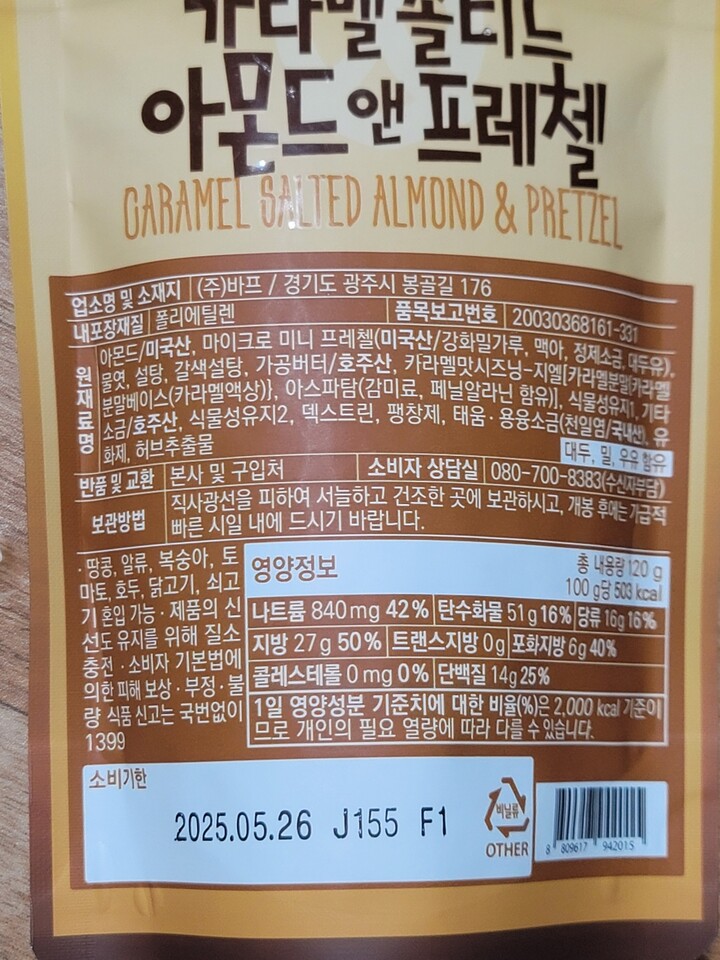 카라멜 솔티드
아몬드 앤 프레첼
CARAMEL SALTED ALMOND & PRETZEL
업소명 및 소재지 (주)바프 / 경기도 광주시 봉골길 176
내포장재질 폴리에틸렌 품목보고번호 20030368161-331
원재료명
아몬드/미국산, 마이크로 미니 프레첼(미국산/강화밀가루, 맥아, 정제소금, 대두유),
물엿, 설탕, 갈색설탕, 가공버터/호주산, 카라멜맛시즈닝-지엘[카라멜분말{카라멜
분말베이스(카라멜액상)}, 아스파탐(감미료, 페닐알라닌 함유)], 식물성유지1, 기타
소금/호주산, 식물성유지2, 덱스트린, 팽창제, 태움·용융소금(천일염/국내산), 유
화제, 허브추출물
대두, 밀, 우유 함유
반품 및 교환 본사 및 구입처 소비자 상담실 080-700-8383(수신자부담)
보관방법 직사광선을 피하여 서늘하고 건조한 곳에 보관하시고, 개봉 후에는 가급적
빠른 시일 내에 드시기 바랍니다.
·땅콩, 알류, 복숭아, 토
마토, 호두, 닭고기, 쇠고
기 혼입 가능·제품의 신
선도 유지를 위해 질소
충전·소비자 기본법에
의한 피해 보상·부정·불
량 식품 신고는 국번없이
1399
영양정보 총 내용량 120 g
100 g당 503 kcal
나트륨 840 mg 42% 탄수화물 51 g 16% 당류 16g 16%
지방 27 g 50% 트랜스지방 0 g 포화지방 6 g 40%
콜레스테롤 0 mg 0% 단백질 14 g 25%
1일 영양성분 기준치에 대한 비율(%)은 2,000 kcal 기준이
므로 개인의 필요 열량에 따라 다를 수 있습니다.
소비기한
2025.05.26 J155 F1
비닐류
OTHER
8 809617 942015